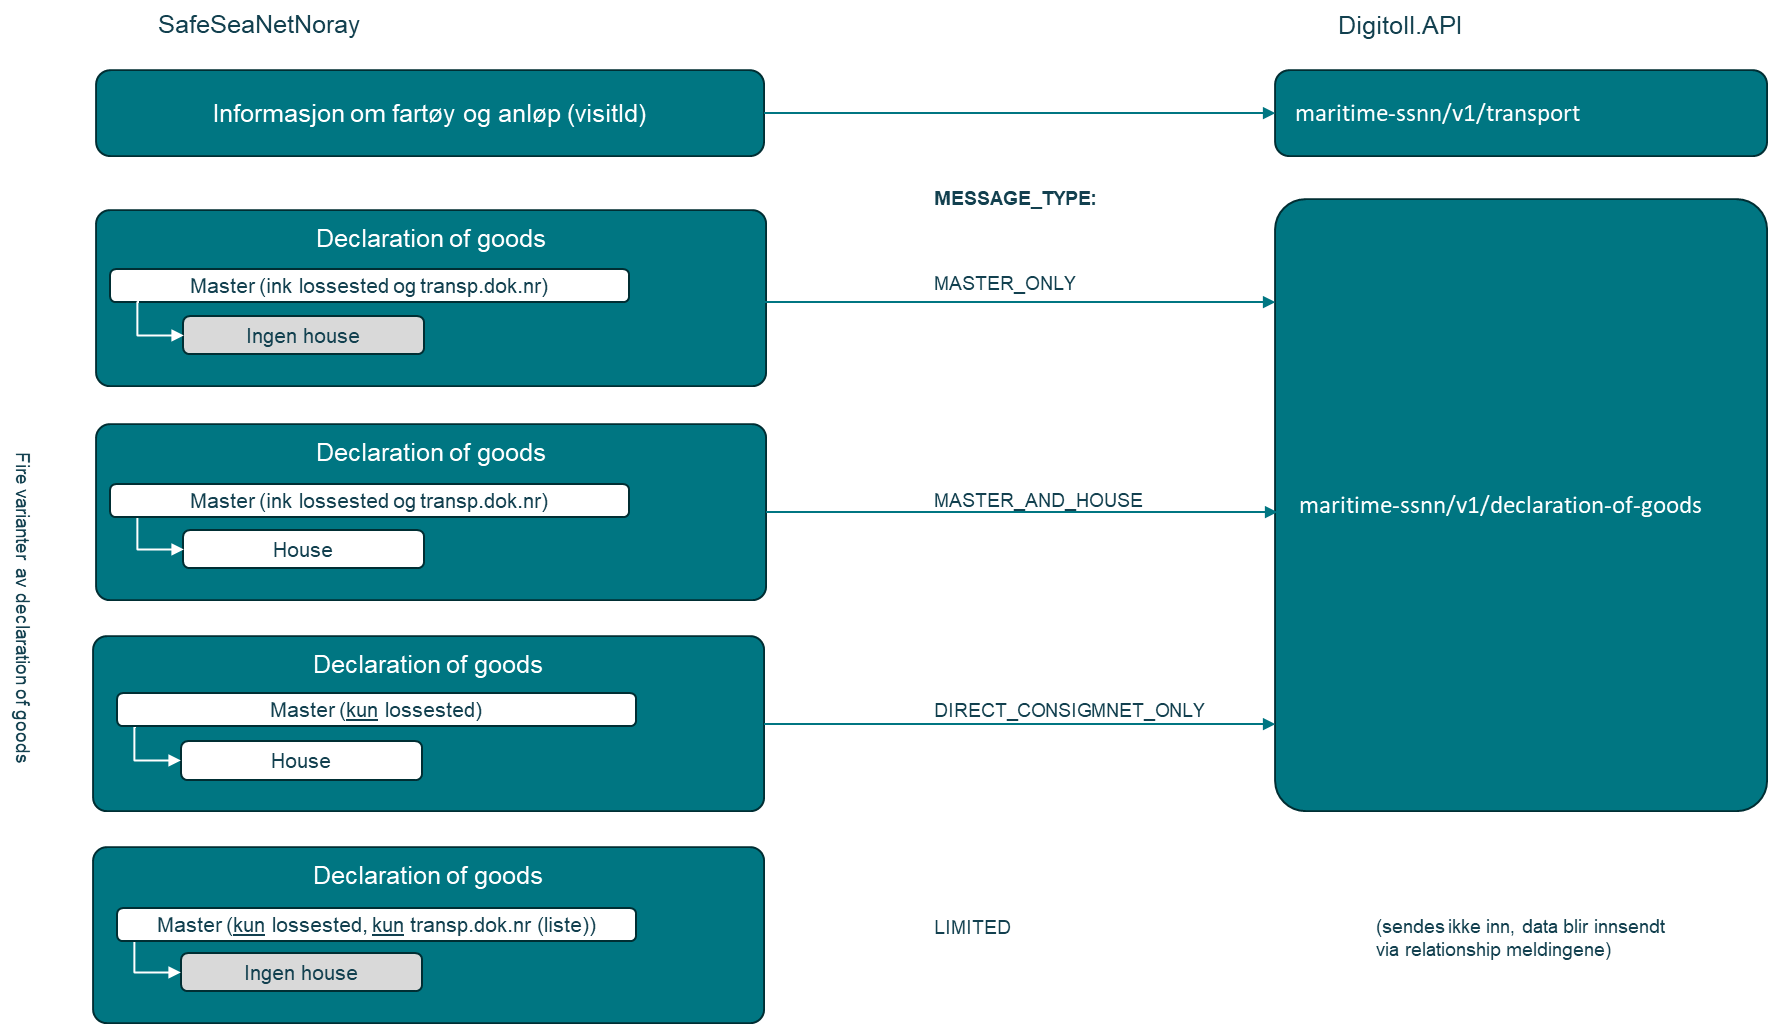 SafeSeaNetNoray
Digitoll.API
Informasjon om fartøy og anløp (visitId)
maritime-ssnn/v1/transport
MESSAGE_TYPE:
Declaration of goods
Master (ink lossested og transp.dok.nr)
Ingen house
MASTER_ONLY
Declaration of goods
Master (ink lossested og transp.dok.nr)
House
MASTER_AND_HOUSE
maritime-ssnn/v1/declaration-of-goods
Fire varianter av declaration of goods
Declaration of goods
Master (kun lossested)
House
DIRECT_CONSIGMNET_ONLY
Declaration of goods
Master (kun lossested, kun transp.dok.nr (liste))
Ingen house
LIMITED
(sendes ikke inn, data blir innsendt
via relationship meldingene)